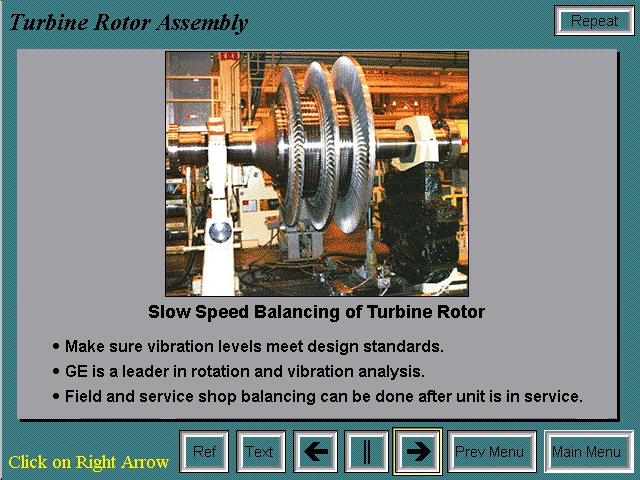 Turbine Rotor Assembly
Repeat
Slow Speed Balancing of Turbine Rotor
• Make sure vibration levels meet design standards.
• GE is a leader in rotation and vibration analysis.
• Field and service shop balancing can be done after unit is in service.
Click on Right Arrow
Ref
Text
Prev Menu
Main Menu